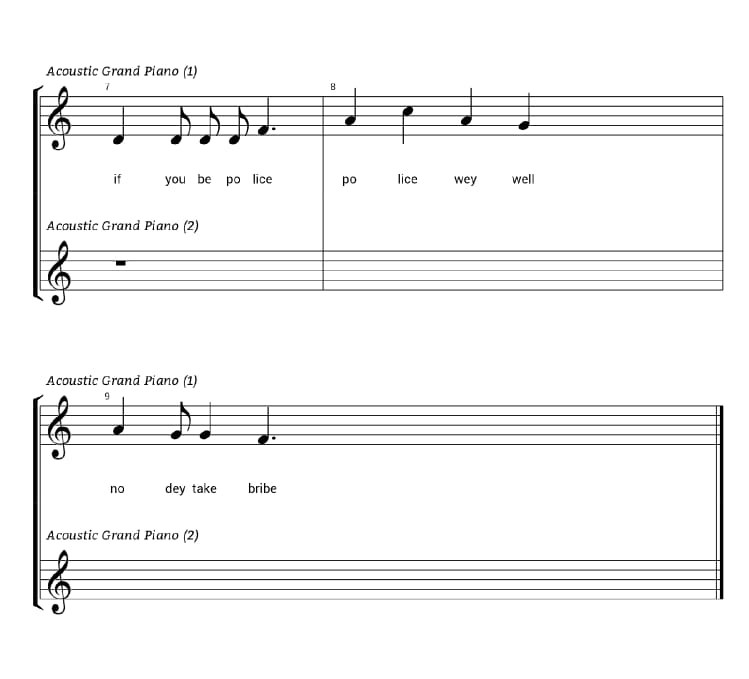 Acoustic Grand Piano (1)
7 8
if you be po lice po lice wey well
Acoustic Grand Piano (2)
Acoustic Grand Piano (1)
9
no dey take bribe
Acoustic Grand Piano (2)